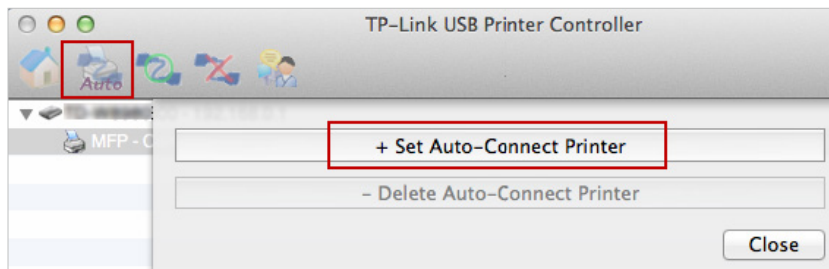 TP-Link USB Printer Controller
Auto
MFP - C
+ Set Auto-Connect Printer
- Delete Auto-Connect Printer
Close